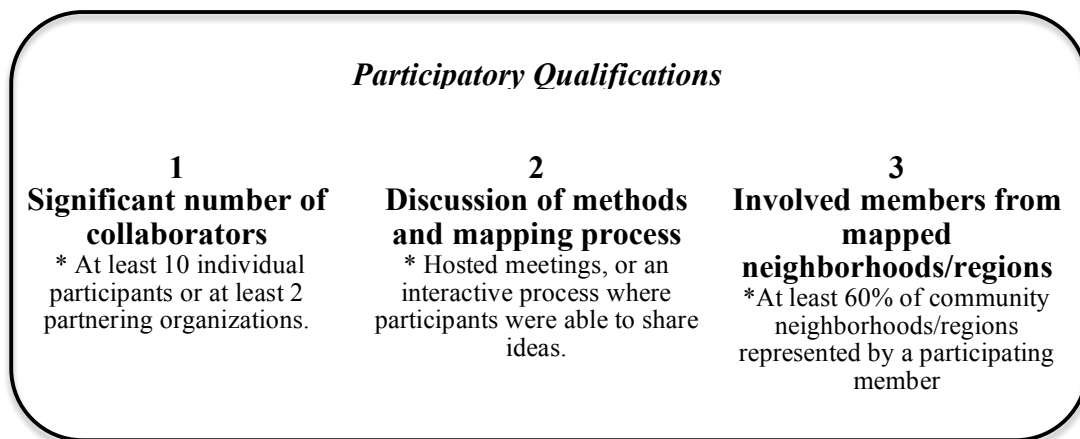 Participatory Qualifications
1
Significant number of
collaborators
* At least 10 individual
participants or at least 2
partnering organizations.
2
Discussion of methods
and mapping process
* Hosted meetings, or an
interactive process where
participants were able to share
ideas.
3
Involved members from
mapped
neighborhoods/regions
*At least 60% of community
neighborhoods/regions
represented by a participating
member